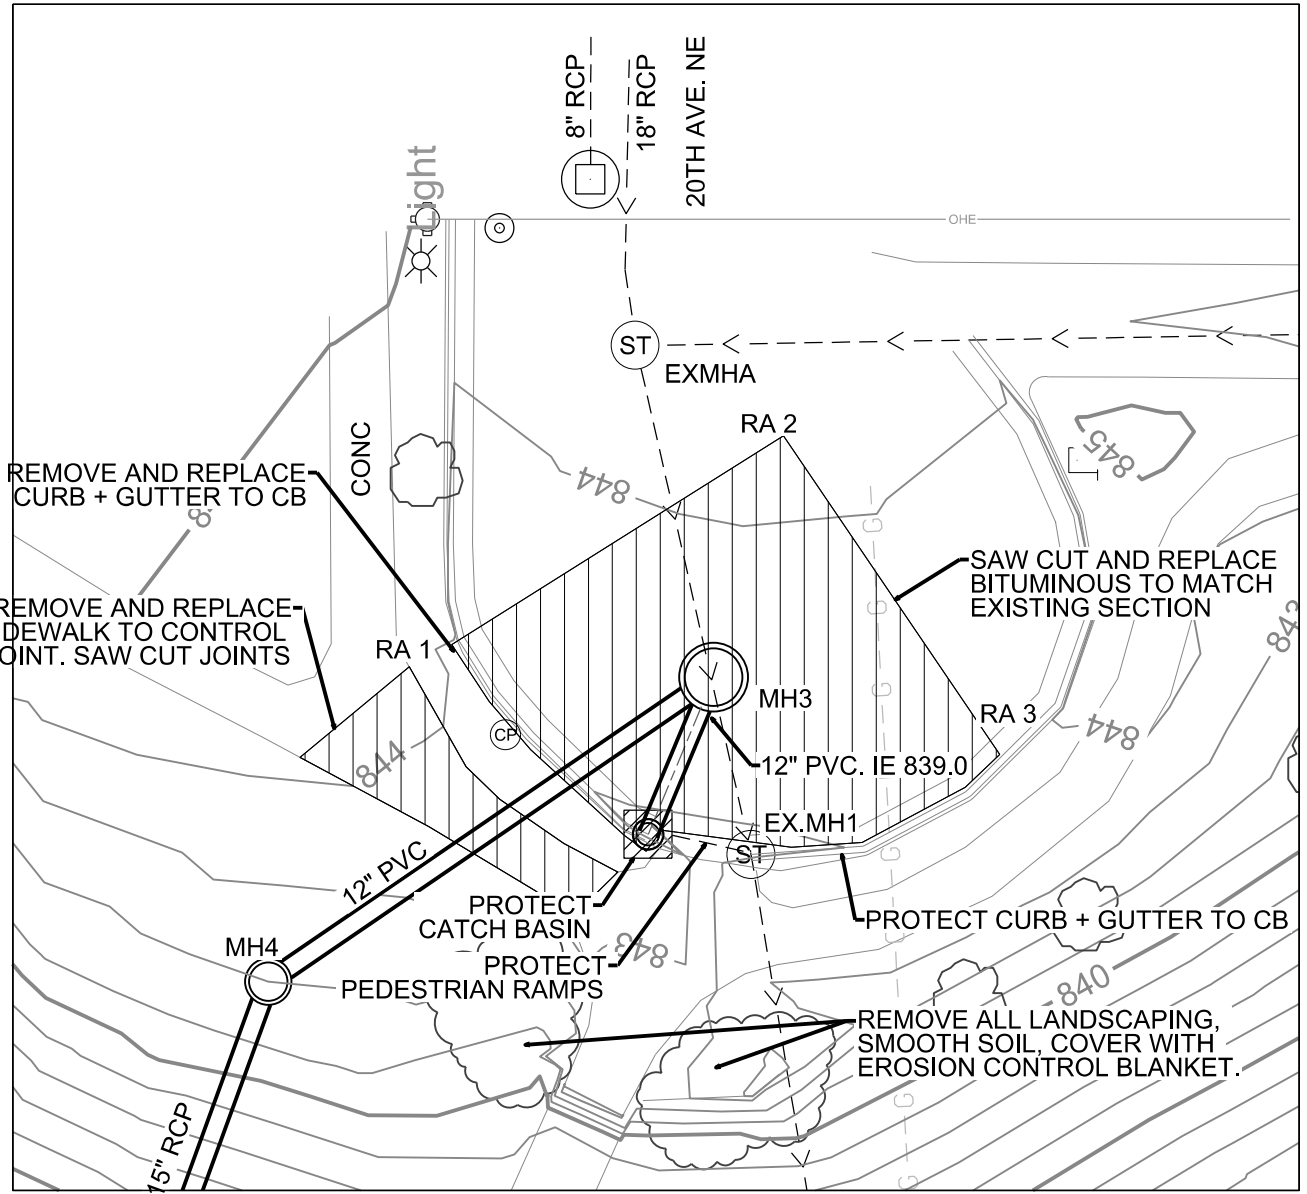 8" RCP
18" RCP
20TH AVE. NE
Light
OHE
ST
EXMHA
RA 2
CONC
REMOVE AND REPLACE
CURB + GUTTER TO CB
844
845
G
SAW CUT AND REPLACE
BITUMINOUS TO MATCH
EXISTING SECTION
REMOVE AND REPLACE
DEWALK TO CONTROL
OINT. SAW CUT JOINTS
RA 1
843
G
MH3
RA 3
CP
844
844
12" PVC. IE 839.0
EX.MH1
ST
G
12" PVC
PROTECT
CATCH BASIN
PROTECT CURB + GUTTER TO CB
G
MH4
843
PROTECT
PEDESTRIAN RAMPS
840
REMOVE ALL LANDSCAPING,
SMOOTH SOIL, COVER WITH
EROSION CONTROL BLANKET.
G
15" RCP
G